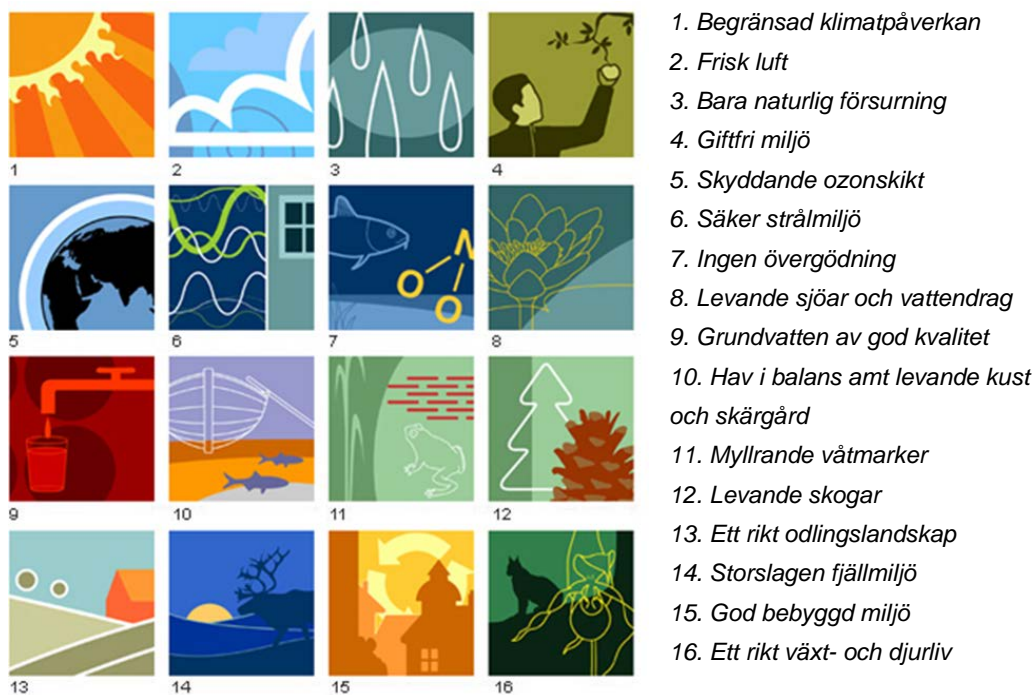 1
2
3
4
5
6
7
N
O
O
8
9
10
11
12
13
14
15
16
1. Begränsad klimatpåverkan
2. Frisk luft
3. Bara naturlig försurning
4. Giftfri miljö
5. Skyddande ozonskikt
6. Säker strålmiljö
7. Ingen övergödning
8. Levande sjöar och vattendrag
9. Grundvatten av god kvalitet
10. Hav i balans amt levande kust
och skärgård
11. Myllrande våtmarker
12. Levande skogar
13. Ett rikt odlingslandskap
14. Storslagen fjällmiljö
15. God bebyggd miljö
16. Ett rikt växt- och djurliv